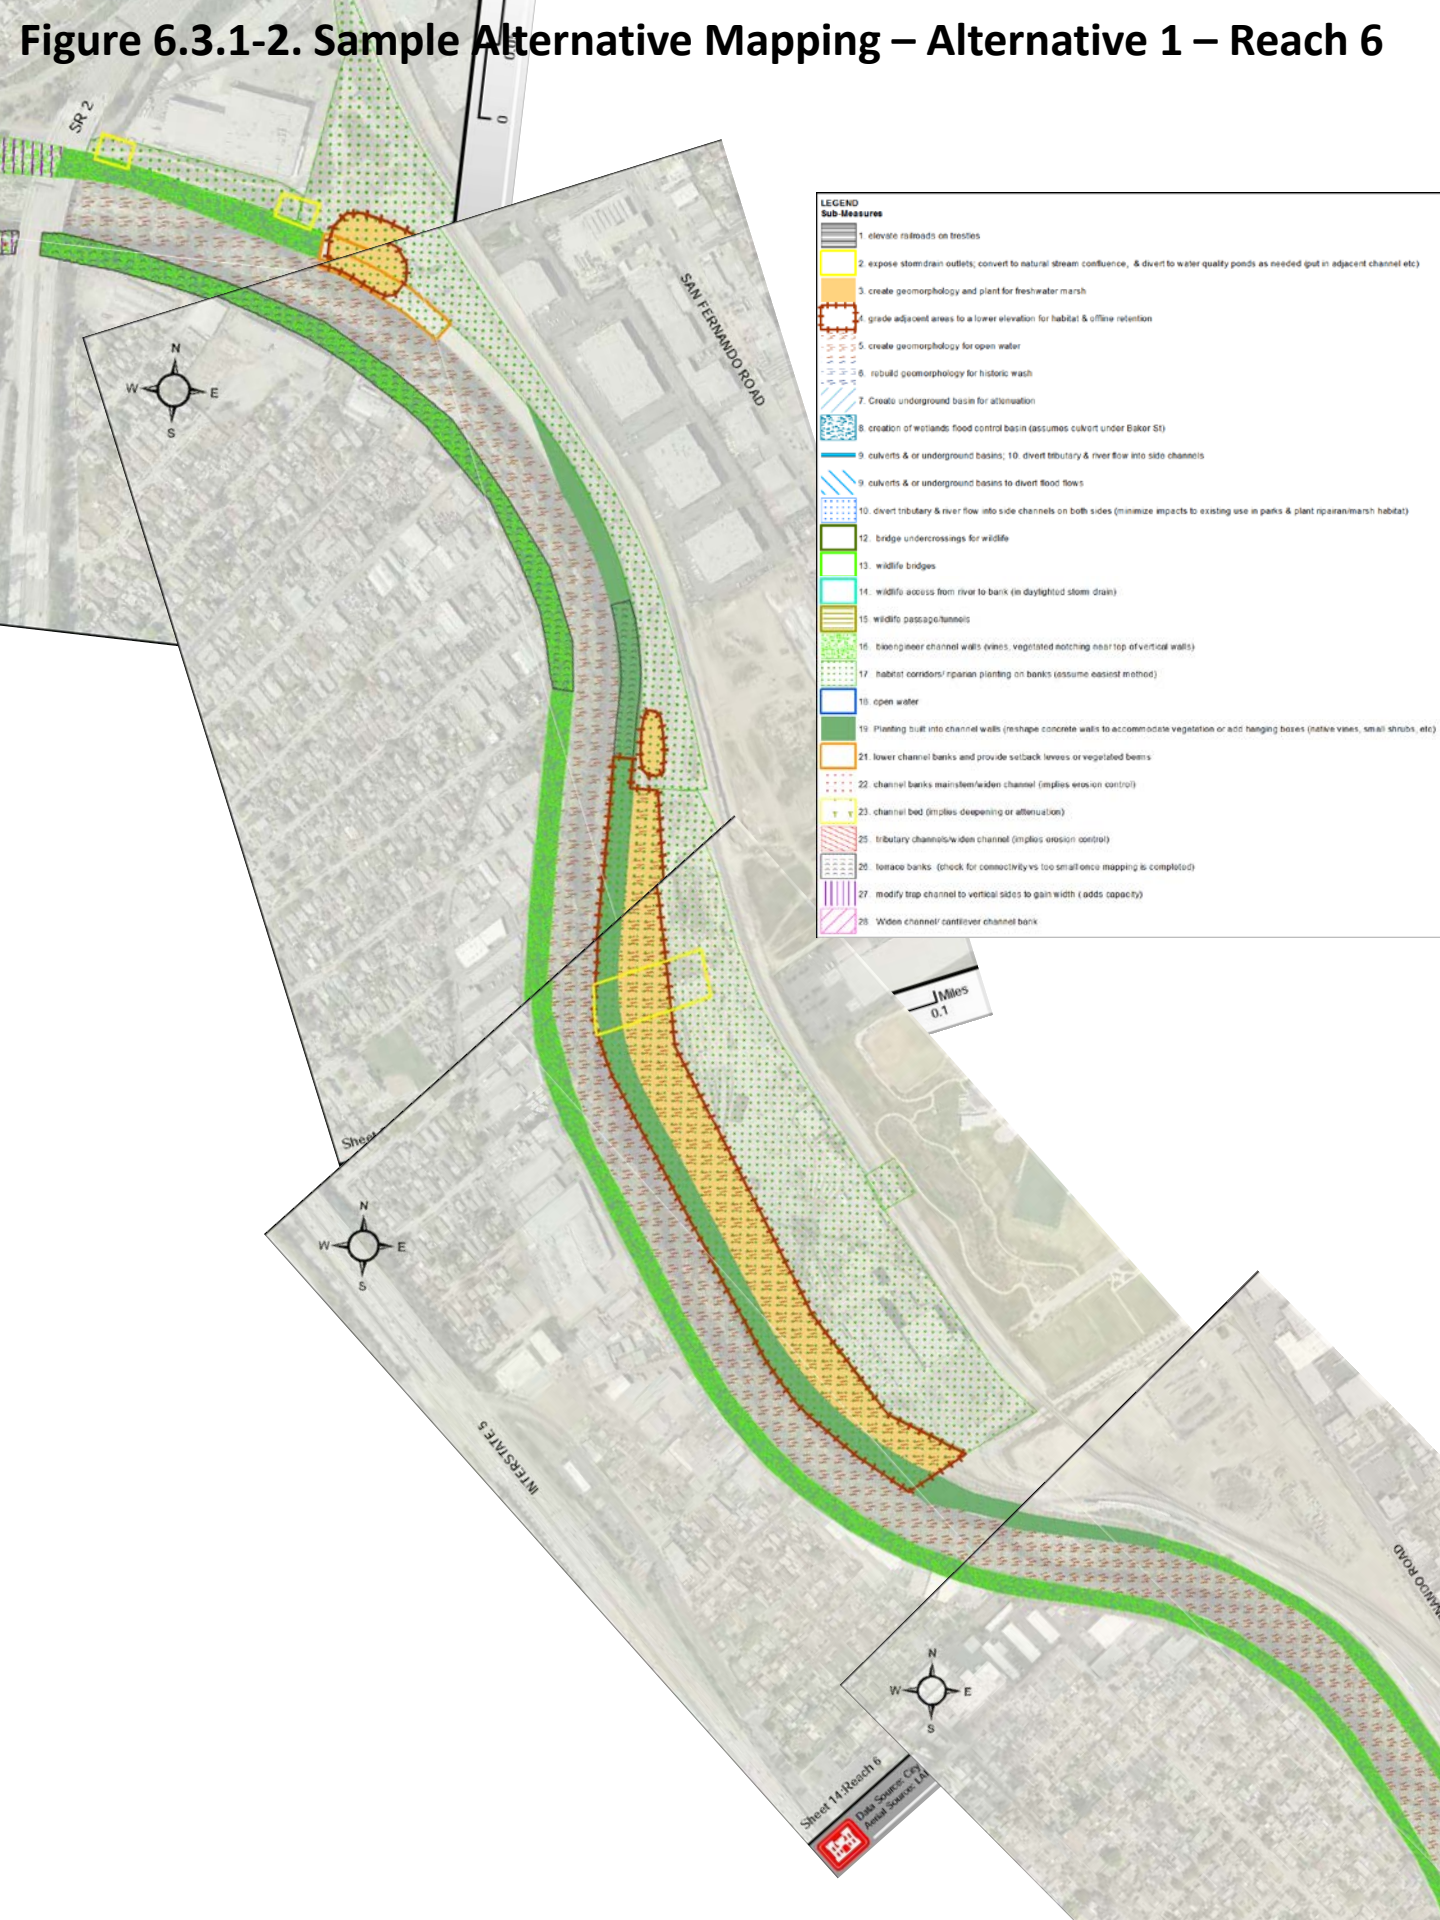 Figure 6.3.1-2. Sample Alternative Mapping – Alternative 1 – Reach 6
0
SR 2
SAN FERNANDO ROAD
LEGEND
Sub-Measures
1. elevate railroads on trestles
2. expose stormdrain outlets; convert to natural stream confluence, & divert to water quality ponds as needed (put in adjacent channel etc)
3. create geomorphology and plant for freshwater marsh
4. grade adjacent areas to a lower elevation for habitat & offline retention
5. create geomorphology for open water
6. rebuild geomorphology for historic wash
7. Create underground basin for attenuation
8. creation of wetlands flood control basin (assumes culvert under Baker St)
9. culverts & or underground basins; 10. divert tributary & river flow into side channels
9. culverts & or underground basins to divert flood flows
10. divert tributary & river flow into side channels on both sides (minimize impacts to existing use in parks & plant riparian/marsh habitat)
12. bridge undercrossings for wildlife
13. wildlife bridges
14. wildlife access from river to bank (in daylighted storm drain)
15. wildlife passage/tunnels
16. bioengineer channel walls (vines, vegetated notching near top of vertical walls)
17. habitat corridors/ riparian planting on banks (assume easiest method)
18. open water
19. Planting built into channel walls (reshape concrete walls to accommodate vegetation or add hanging boxes (native vines, small shrubs, etc)
21. lower channel banks and provide setback levees or vegetated berms
22. channel banks mainstem/widen channel (implies erosion control)
23. channel bed (implies deepening or attenuation)
25. tributary channels/widen channel (implies erosion control)
26. terrace banks (check for connectivity vs too small once mapping is completed)
27. modify trap channel to vertical sides to gain width ( adds capacity)
28. Widen channel/ cantilever channel bank
N
W E
S
Miles
0.1
Sheet
N
W E
S
INTERSTATE 5
NANDO ROAD
N
W E
S
Sheet 14:Reach 6
Data Source: City
Aerial Source: LA